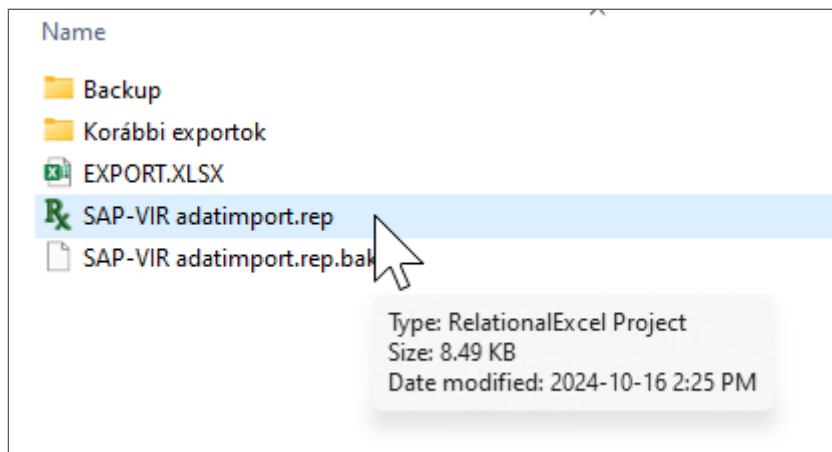 Name
Backup
Korábbi exportok
EXPORT.XLSX
SAP-VIR adatimport.rep
SAP-VIR adatimport.rep.bak
Type: RelationalExcel Project
Size: 8.49 KB
Date modified: 2024-10-16 2:25 PM